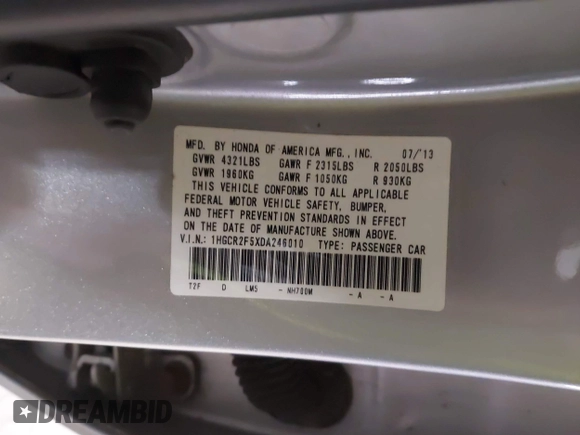 MFD. BY HONDA OF AMERICA MFG., INC. 07/'13
GVWR 4321LBS GAWR F 2315LBS R 2050LBS
GVWR 1960KG GAWR F 1050KG R 930KG
THIS VEHICLE CONFORMS TO ALL APPLICABLE
FEDERAL MOTOR VEHICLE SAFETY, BUMPER,
AND THEFT PREVENTION STANDARDS IN EFFECT
ON THE DATE OF MANUFACTURE SHOWN ABOVE.
V.I.N.: 1HGCR2F5XDA246010 TYPE: PASSENGER CAR
T2F D LM5 - NH700M - A - A
DREAMBID